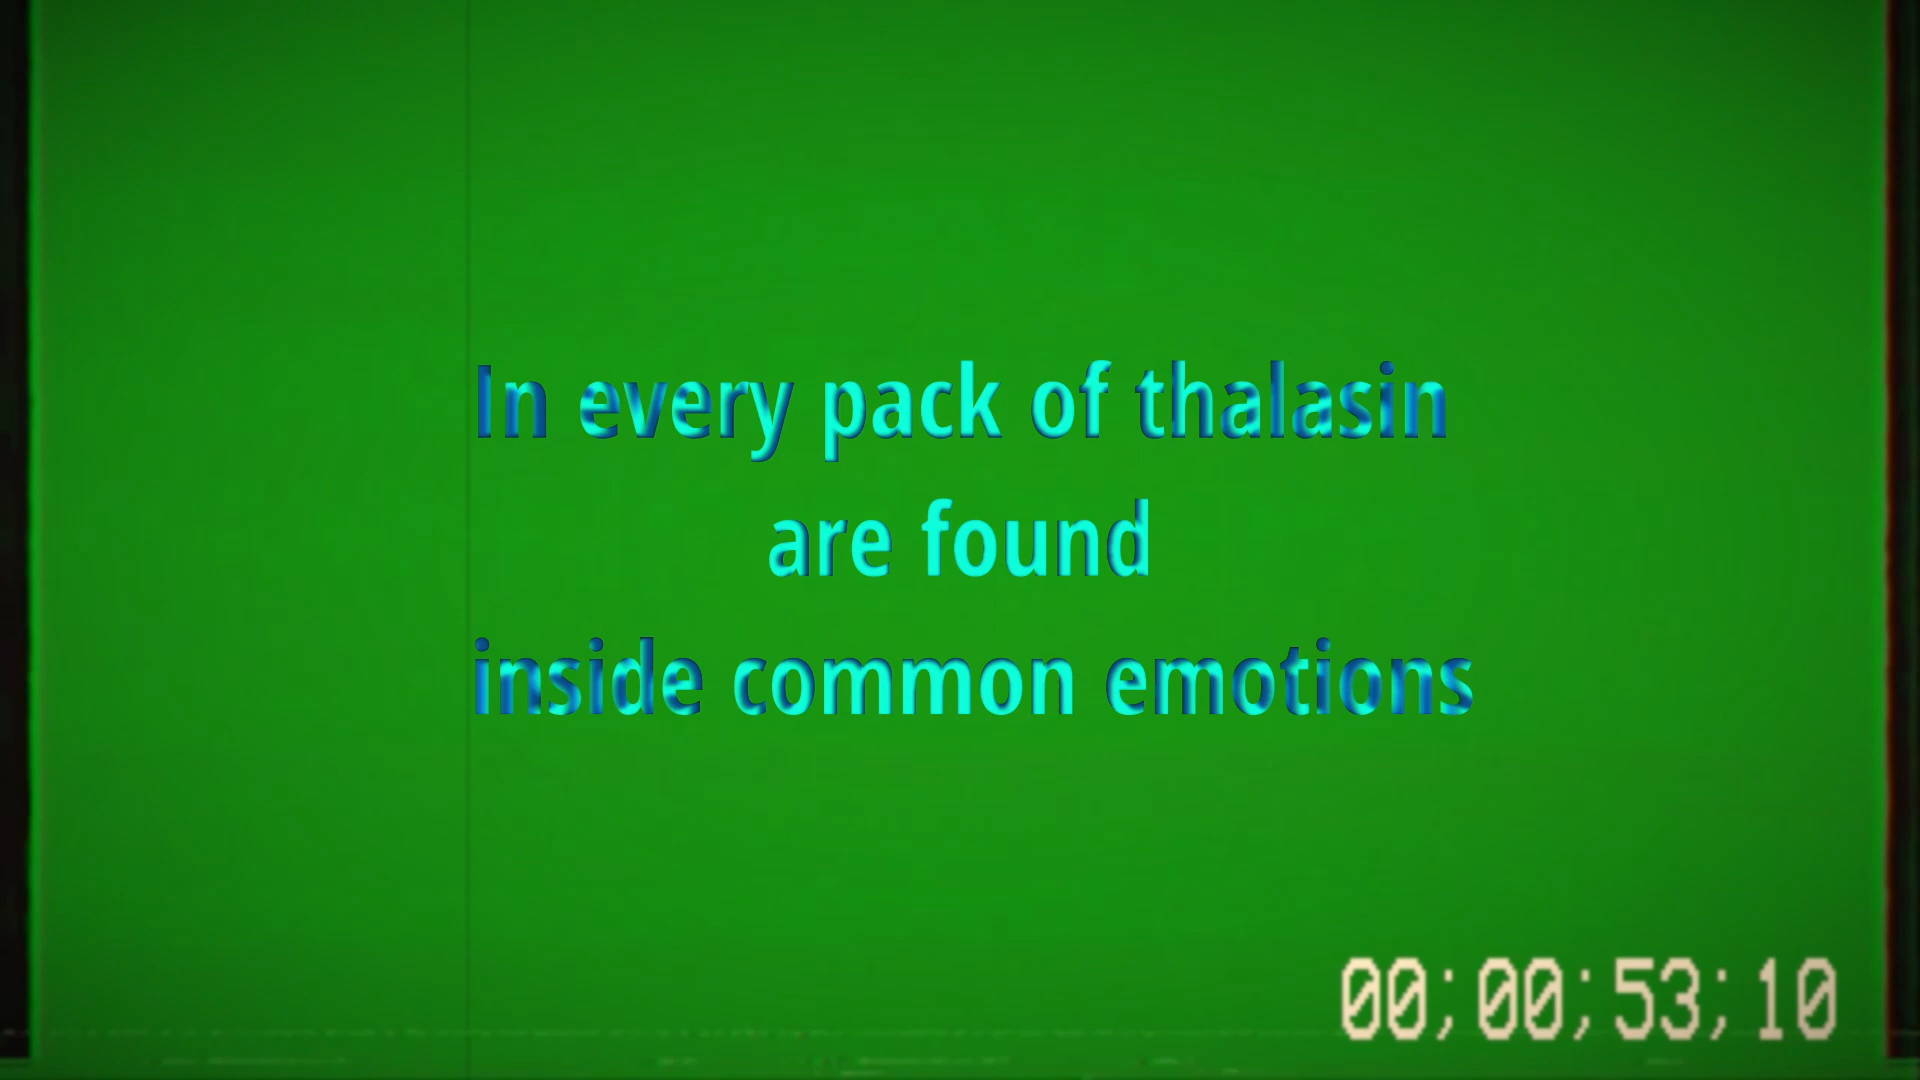 In every pack of thalasin
are found
inside common emotions
00;00;53;10